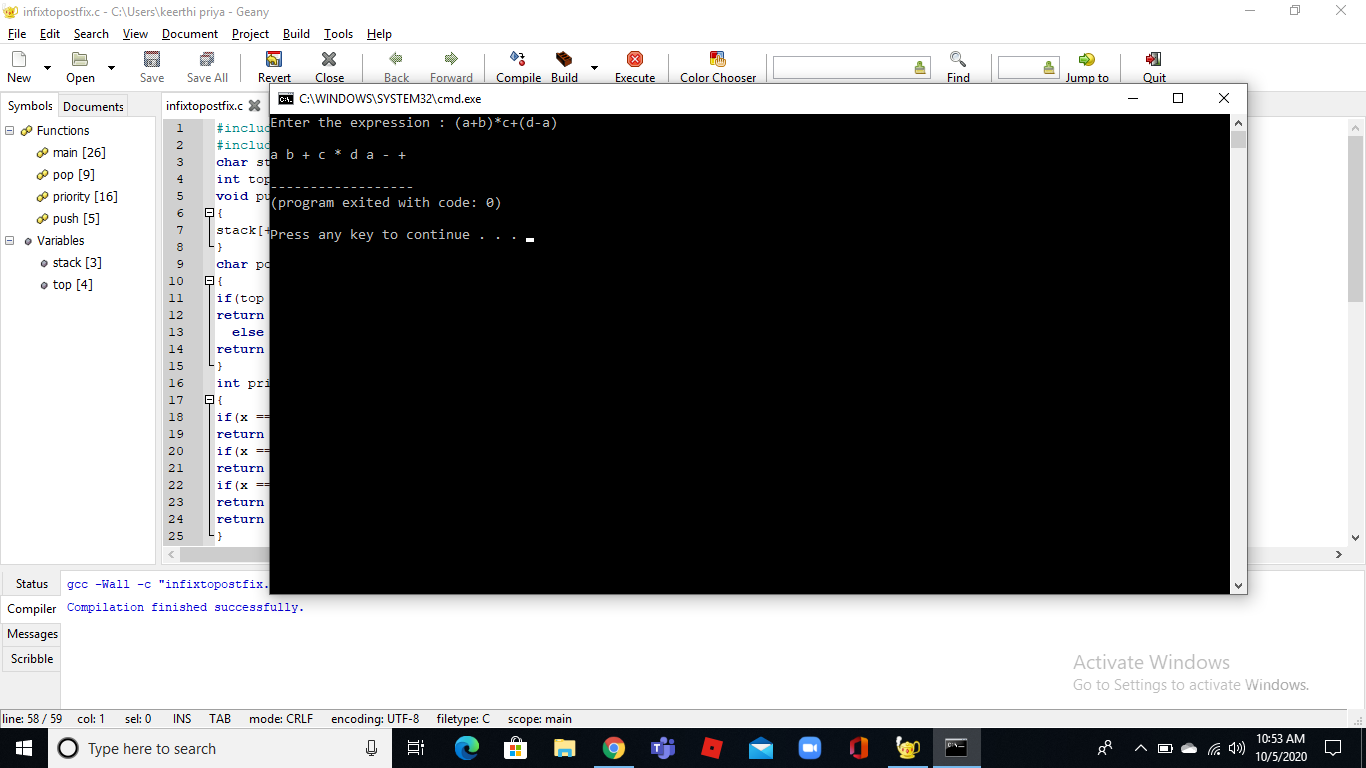 infixtopostfix.c - C:\Users\keerthi priya - Geany
File Edit Search View Document Project Build Tools Help
New Open Save Save All Revert Close Back Forward Compile Build Execute Color Chooser Find Jump to Quit
Symbols Documents
Functions
main [26]
pop [9]
priority [16]
push [5]
Variables
stack [3]
top [4]
infixtopostfix.c
1 #includ
2 #includ
3 char st
4 int top
5 void pu
6 {
7 stack[+
8 }
9 char po
10 {
11 if(top
12 return
13 else
14 return
15 }
16 int pri
17 {
18 if(x ==
19 return
20 if(x ==
21 return
22 if(x ==
23 return
24 return
25 }
C:\WINDOWS\SYSTEM32\cmd.exe
Enter the expression : (a+b)*c+(d-a)
a b + c * d a - +
------------------
(program exited with code: 0)
Press any key to continue . . .
Status
Compiler
Messages
Scribble
gcc -Wall -c "infixtopostfix.
Compilation finished successfully.
Activate Windows
Go to Settings to activate Windows.
line: 58 / 59 col: 1 sel: 0 INS TAB mode: CRLF encoding: UTF-8 filetype: C scope: main
Type here to search
10:53 AM
10/5/2020